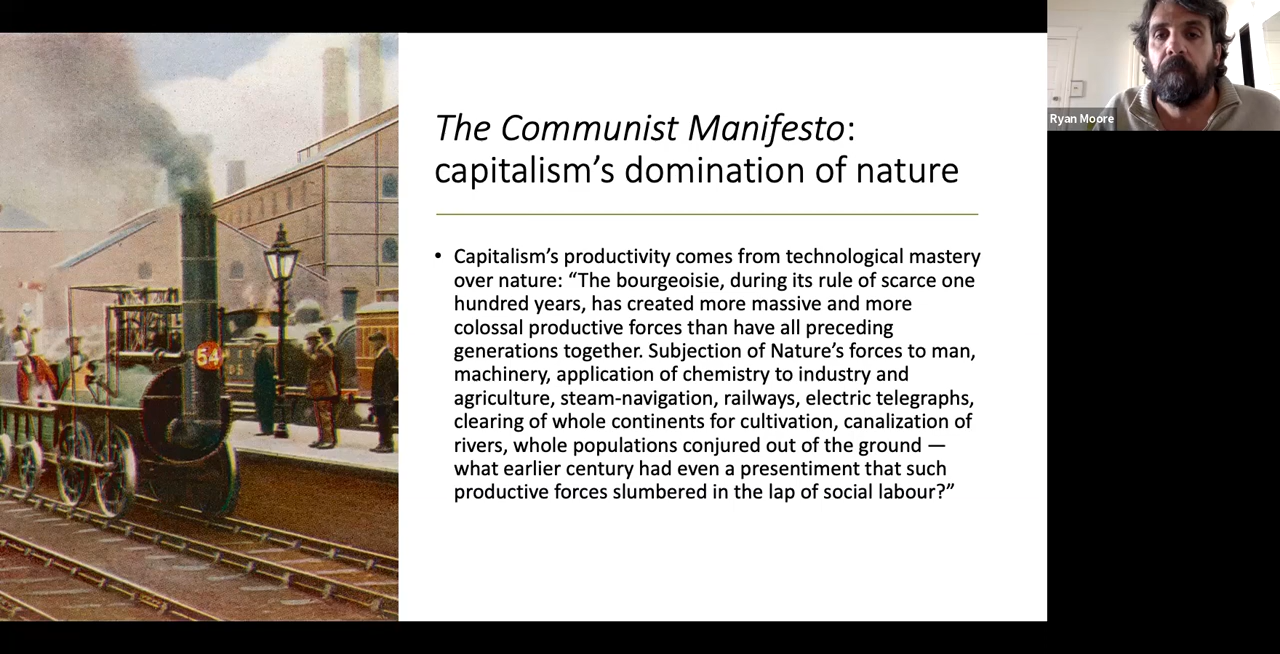 The Communist Manifesto:
capitalism’s domination of nature
• Capitalism’s productivity comes from technological mastery
over nature: “The bourgeoisie, during its rule of scarce one
hundred years, has created more massive and more
colossal productive forces than have all preceding
generations together. Subjection of Nature’s forces to man,
machinery, application of chemistry to industry and
agriculture, steam-navigation, railways, electric telegraphs,
clearing of whole continents for cultivation, canalization of
rivers, whole populations conjured out of the ground —
what earlier century had even a presentiment that such
productive forces slumbered in the lap of social labour?”
54
Ryan Moore